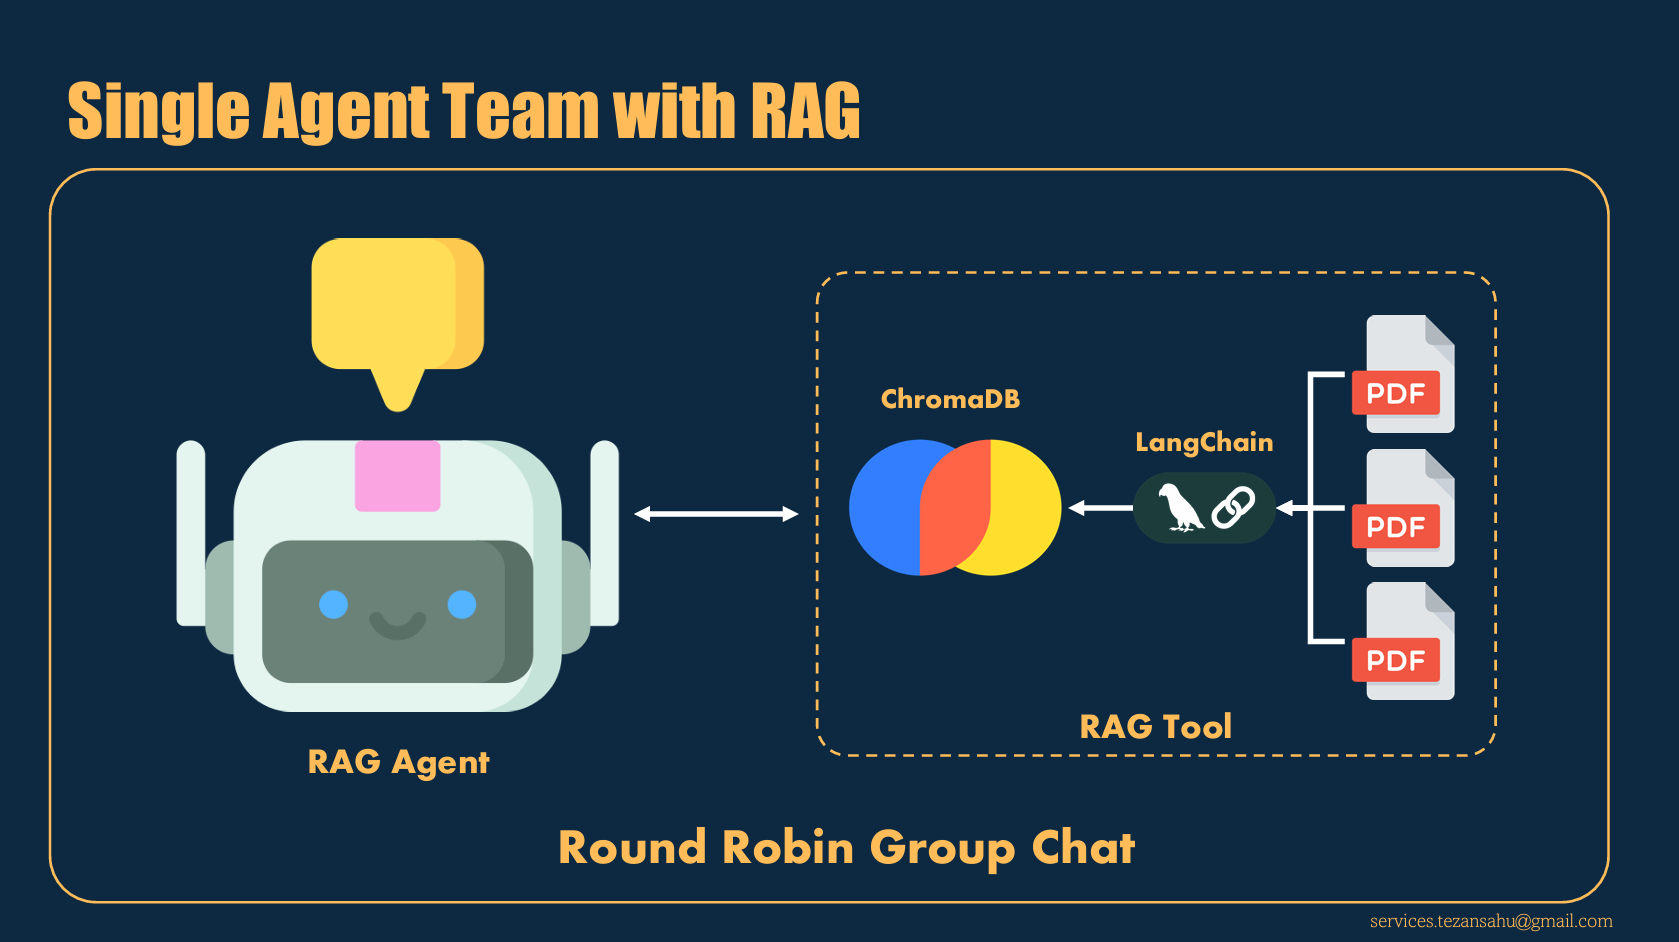 Single Agent Team with RAG
ChromaDB
LangChain
PDF
PDF
PDF
RAG Tool
RAG Agent
Round Robin Group Chat
services.tezansahu@gmail.com